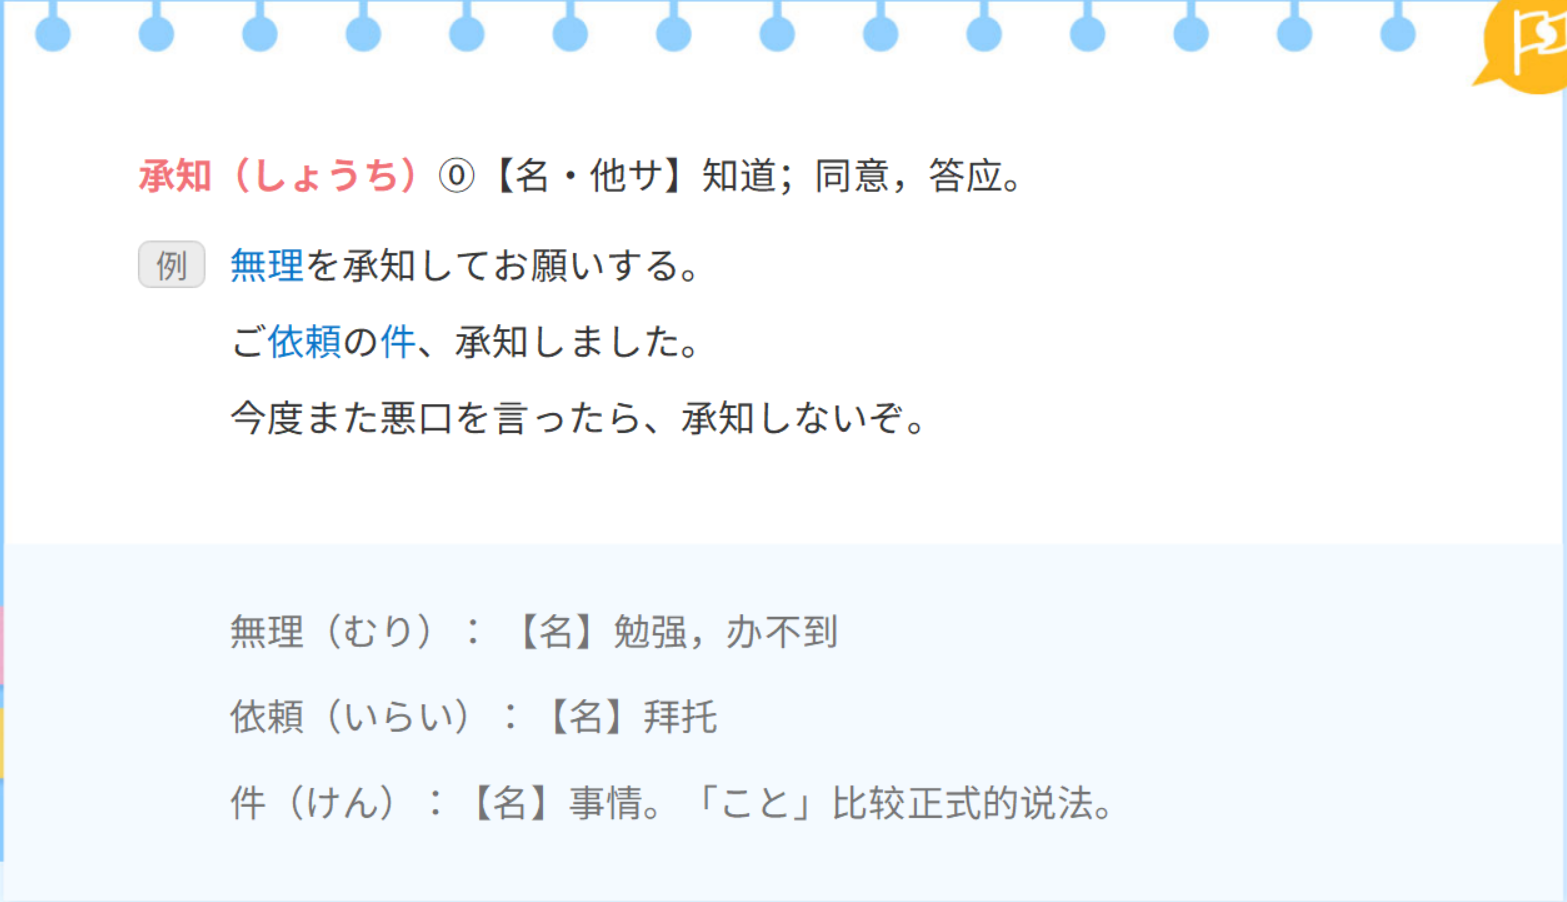 承知（しょうち）⓪【名・他サ】知道；同意，答应。
例 無理を承知してお願いする。
ご依頼の件、承知しました。
今度また悪口を言ったら、承知しないぞ。
無理（むり）：【名】勉强，办不到
依頼（いらい）：【名】拜托
件（けん）：【名】事情。「こと」比较正式的说法。